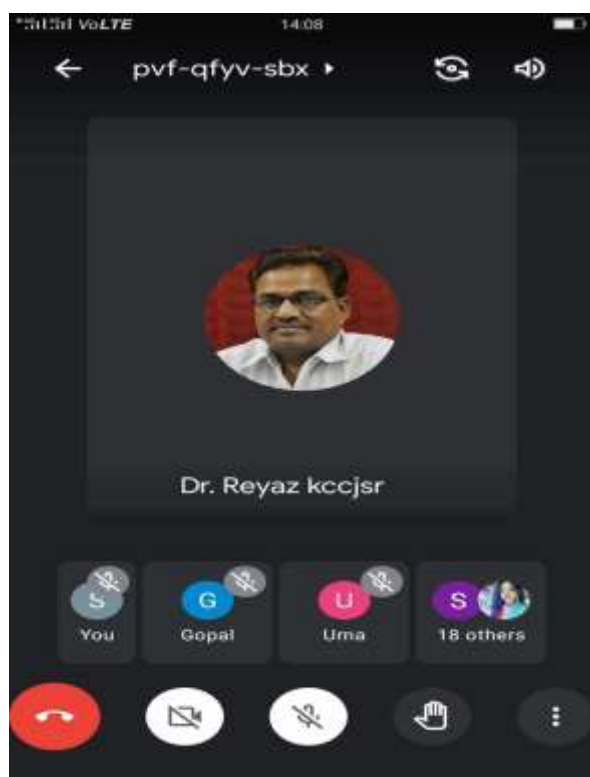 VoLTE
14:08
pvf-qfyv-sbx
Dr. Reyaz kccjsr
S
You
G
Gopal
U
Uma
S
18 others